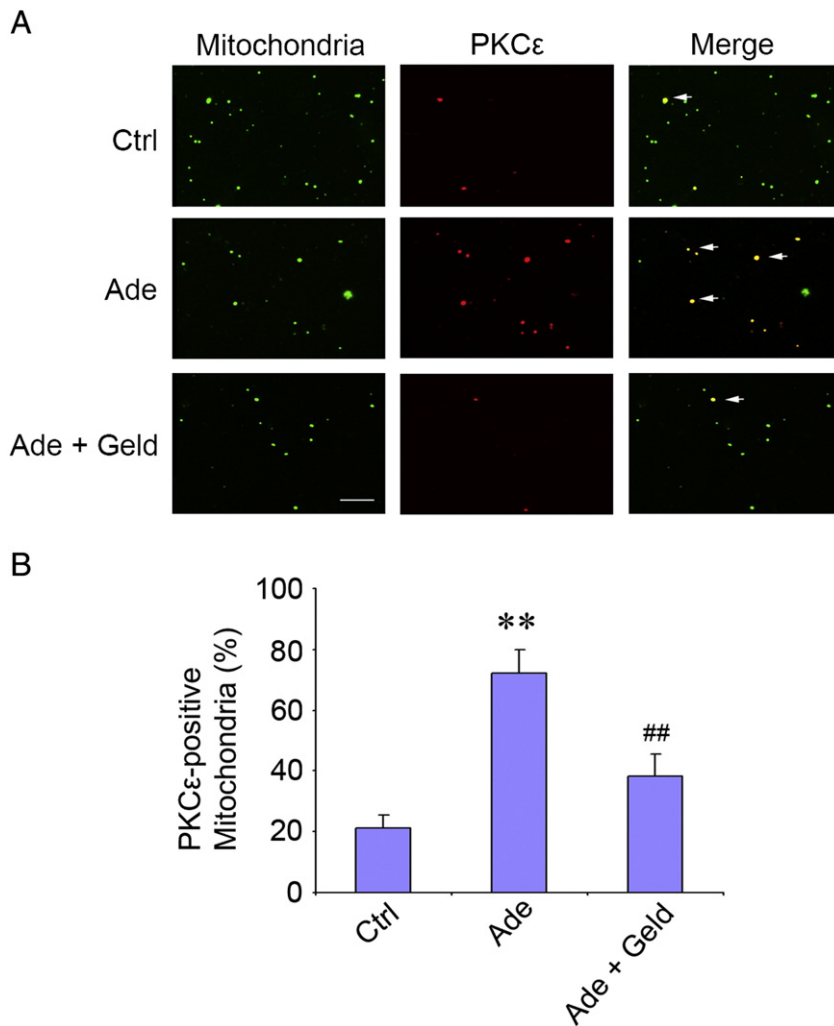 A
Mitochondria PKCε Merge
Ctrl
Ade
Ade + Geld
B
PKCε-positive
Mitochondria (%)
100
80
60
40
20
0
**
##
Ctrl
Ade
Ade + Geld